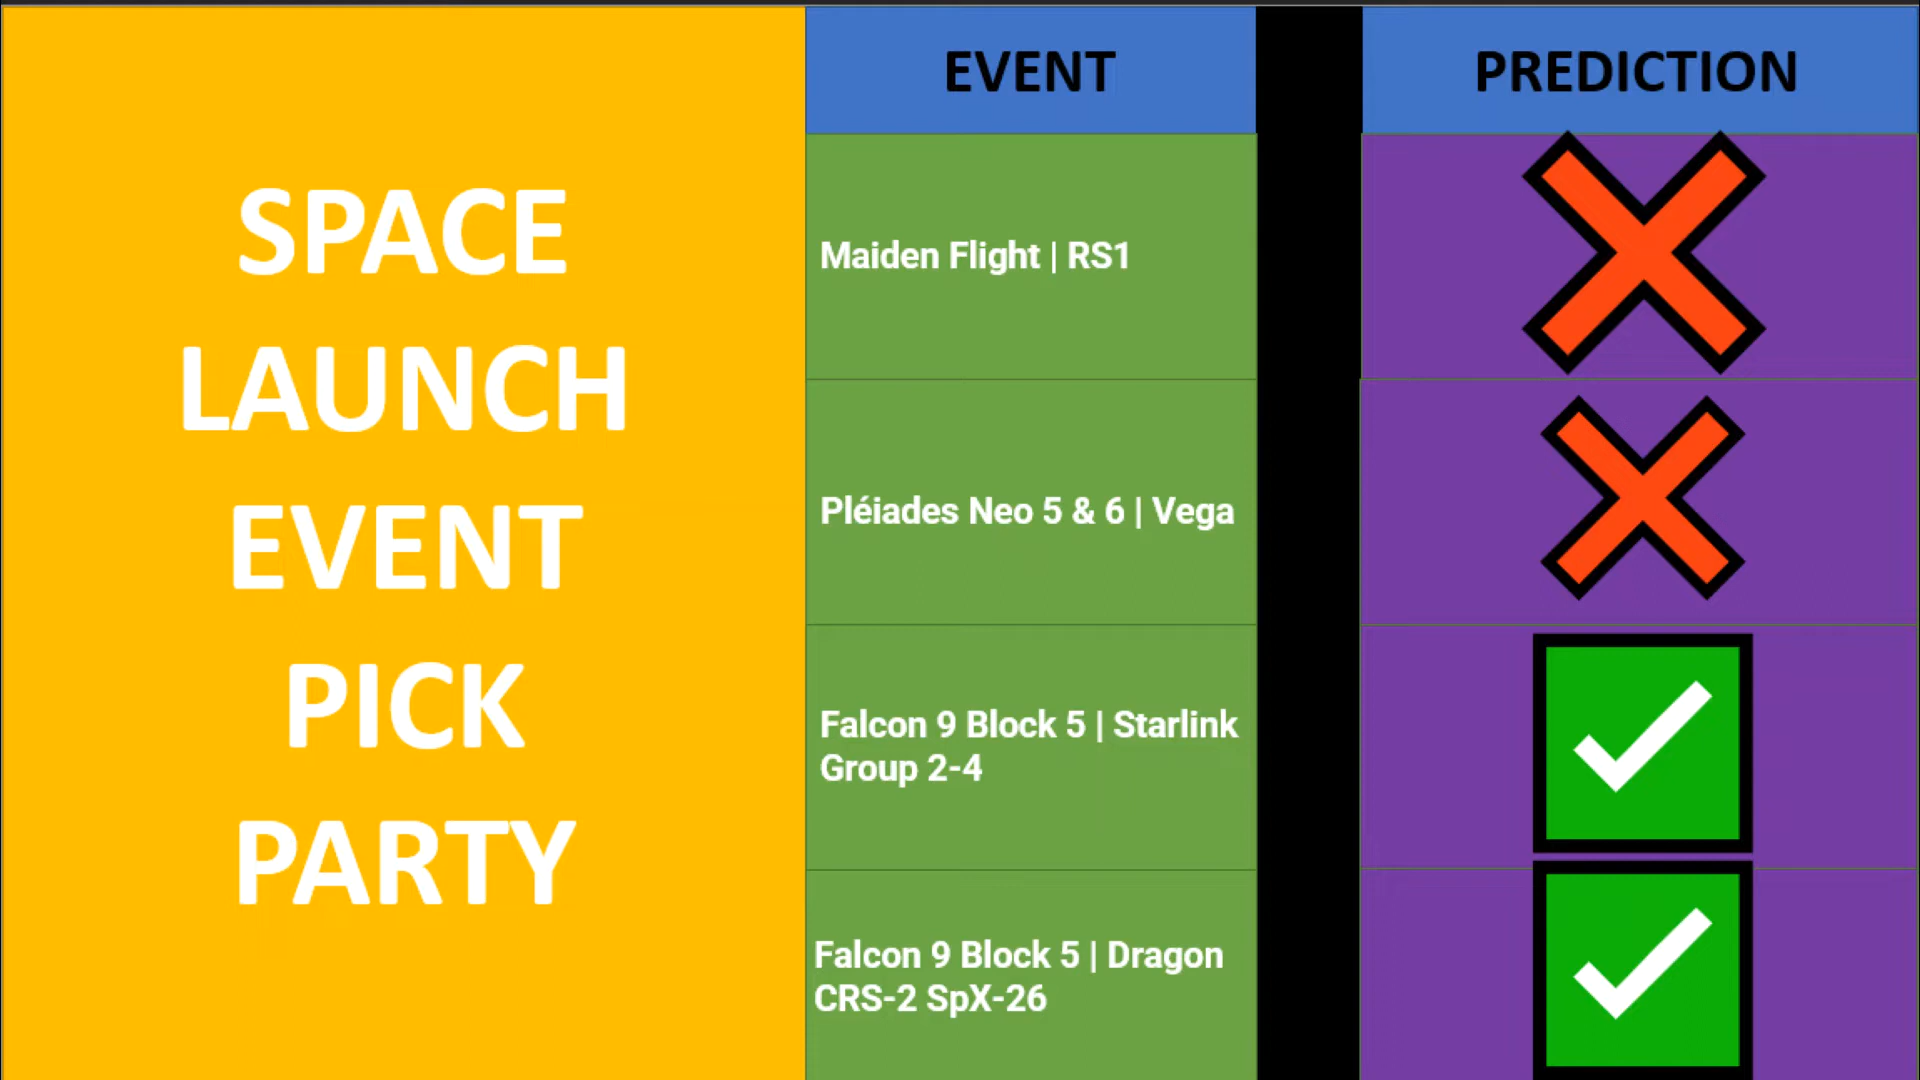 SPACE
LAUNCH
EVENT
PICK
PARTY
EVENT
PREDICTION
Maiden Flight | RS1
Pléiades Neo 5 & 6 | Vega
Falcon 9 Block 5 | Starlink
Group 2-4
Falcon 9 Block 5 | Dragon
CRS-2 SpX-26